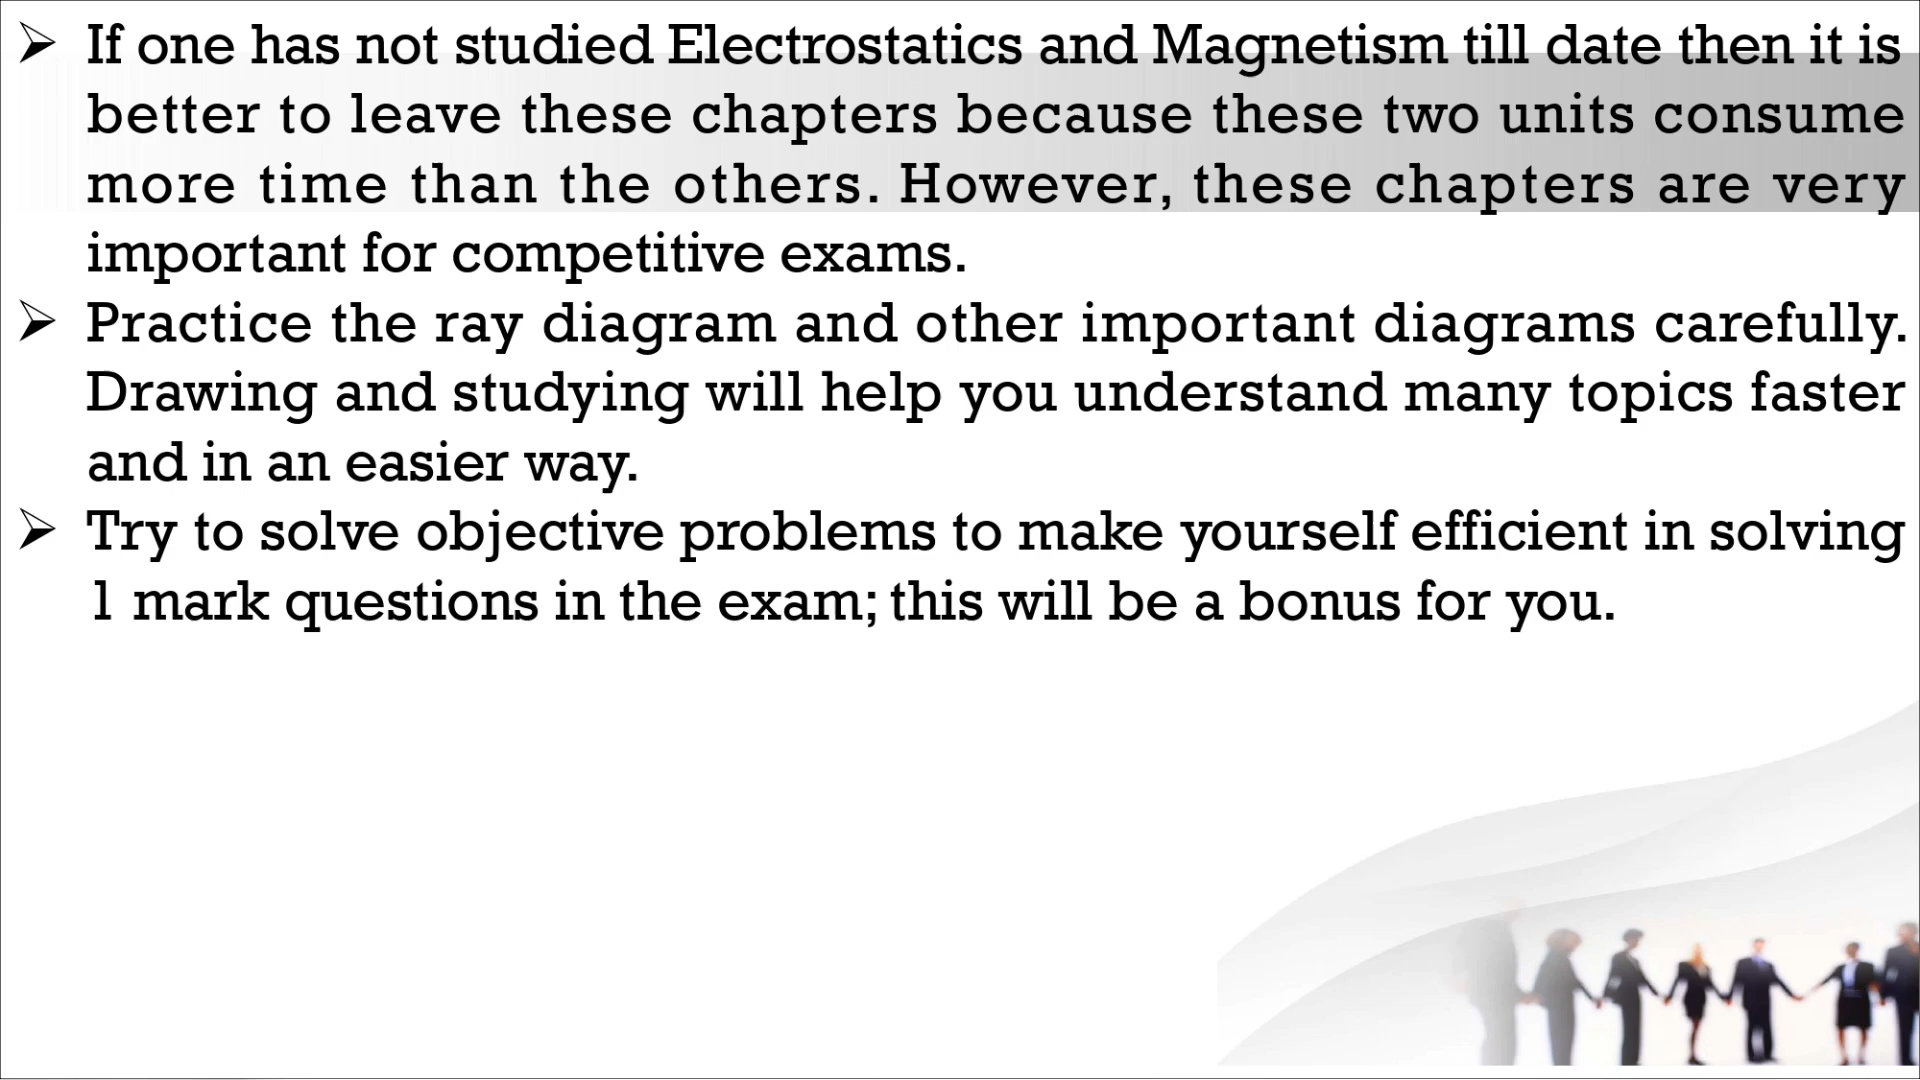 ➢ If one has not studied Electrostatics and Magnetism till date then it is
better to leave these chapters because these two units consume
more time than the others. However, these chapters are very
important for competitive exams.
➢ Practice the ray diagram and other important diagrams carefully.
Drawing and studying will help you understand many topics faster
and in an easier way.
➢ Try to solve objective problems to make yourself efficient in solving
1 mark questions in the exam; this will be a bonus for you.